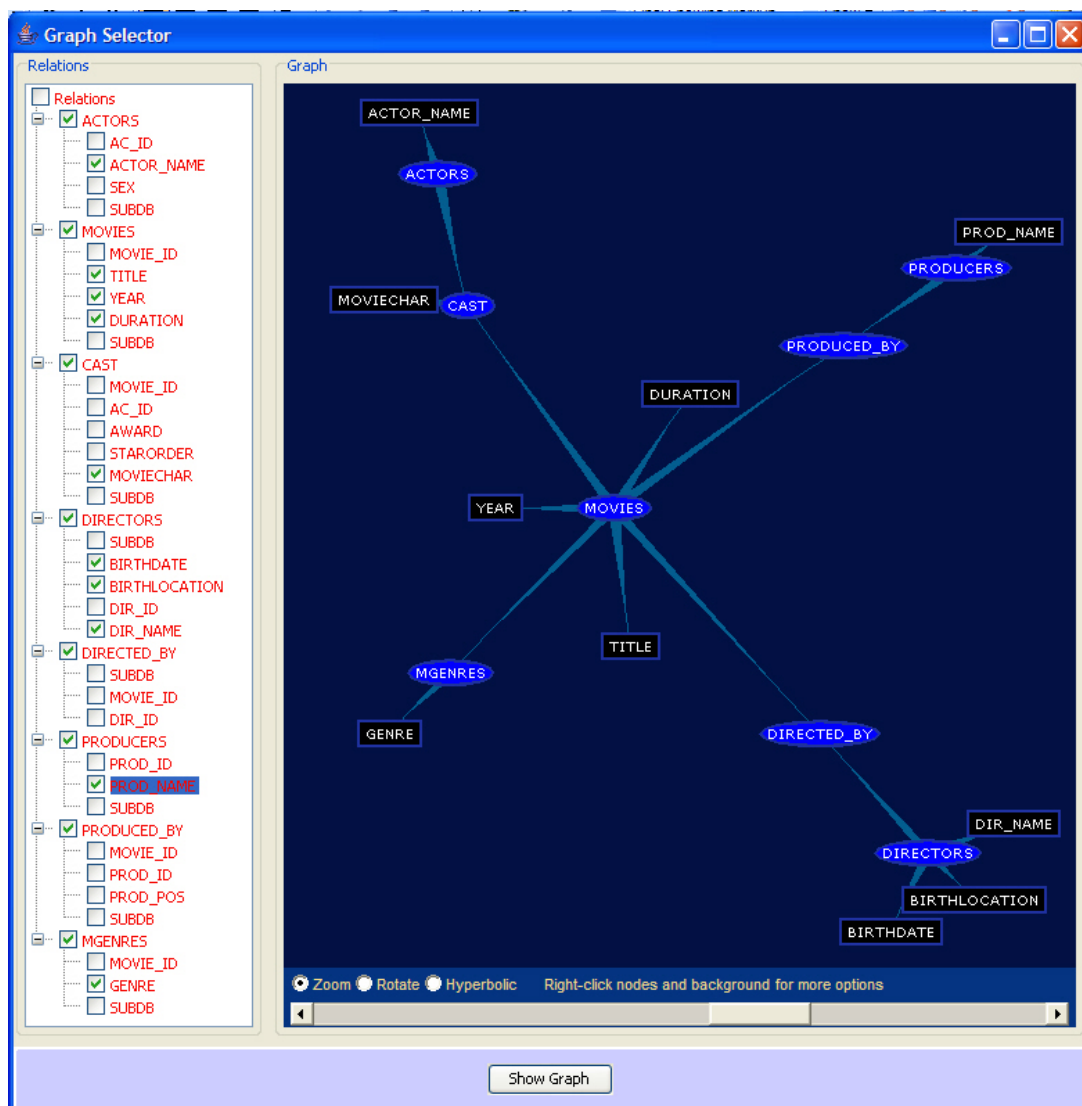 Graph Selector
Relations
Relations
ACTORS
AC_ID
ACTOR_NAME
SEX
SUBDB
MOVIES
MOVIE_ID
TITLE
YEAR
DURATION
SUBDB
CAST
MOVIE_ID
AC_ID
AWARD
STARORDER
MOVIECHAR
SUBDB
DIRECTORS
SUBDB
BIRTHDATE
BIRTHLOCATION
DIR_ID
DIR_NAME
DIRECTED_BY
SUBDB
MOVIE_ID
DIR_ID
PRODUCERS
PROD_ID
PROD_NAME
SUBDB
PRODUCED_BY
MOVIE_ID
PROD_ID
PROD_POS
SUBDB
MGENRES
MOVIE_ID
GENRE
SUBDB
Graph
ACTOR_NAME
ACTORS
PROD_NAME
PRODUCERS
MOVIECHAR
CAST
PRODUCED_BY
DURATION
YEAR
MOVIES
TITLE
MGENRES
GENRE
DIRECTED_BY
DIR_NAME
DIRECTORS
BIRTHLOCATION
BIRTHDATE
Zoom Rotate Hyperbolic Right-click nodes and background for more options
Show Graph